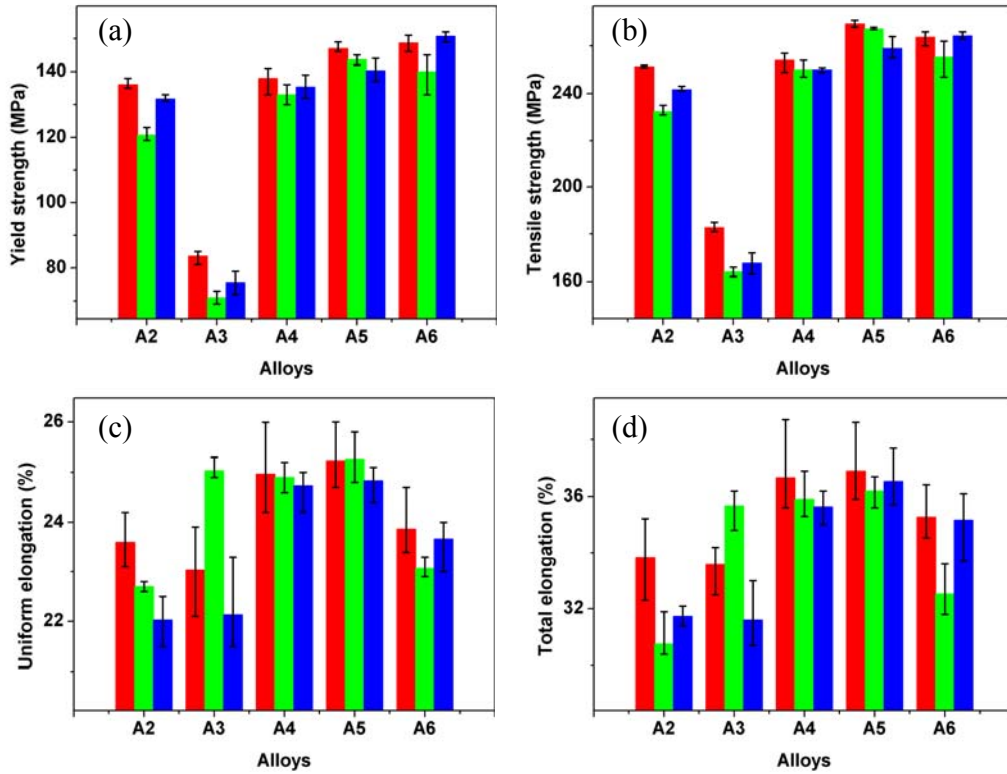 (a)
Yield strength (MPa)
140
120
100
80
A2 A3 A4 A5 A6
Alloys
(b)
Tensile strength (MPa)
240
200
160
A2 A3 A4 A5 A6
Alloys
(c)
Uniform elongation (%)
26
24
22
A2 A3 A4 A5 A6
Alloys
(d)
Total elongation (%)
36
32
A2 A3 A4 A5 A6
Alloys